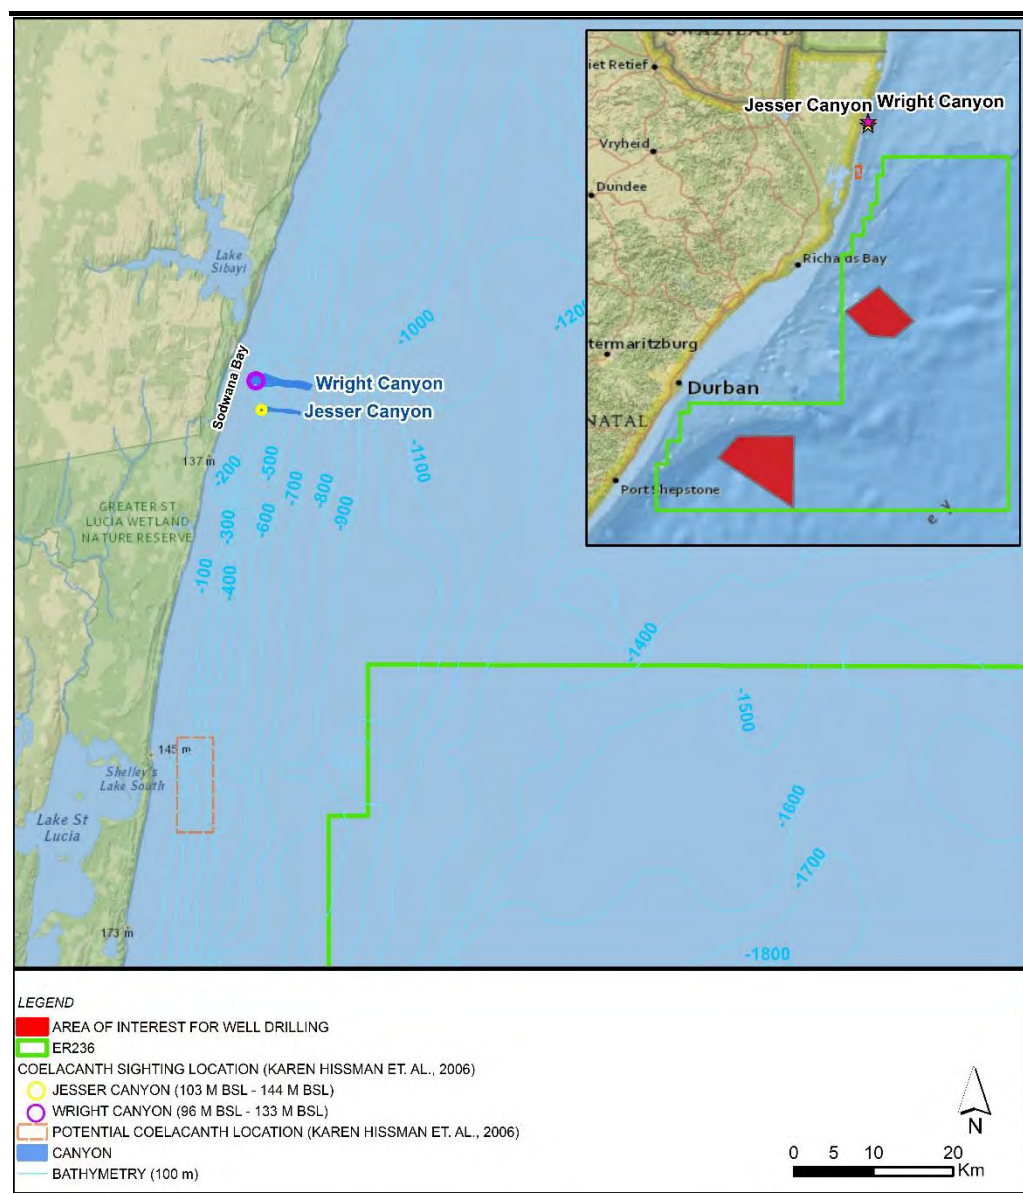 SWAZILAND
iet Retief
Jesser Canyon
Wright Canyon
Vryheid
Dundee
Richards Bay
termaritzburg
Durban
NATAL
Port Shepstone
e y
Lake
Sibayi
-1000
-1200
Sodwana Bay
Wright Canyon
Jesser Canyon
137 m
-200
-500
-700
-800
-900
-1100
-600
-300
GREATER ST
LUCIA WETLAND
NATURE RESERVE
-100
-400
-1400
-1500
145 m
Shelley's
Lake South
Lake St
Lucia
-1600
-1700
173 m
-1800
LEGEND
AREA OF INTEREST FOR WELL DRILLING
ER236
COELACANTH SIGHTING LOCATION (KAREN HISSMAN ET. AL., 2006)
JESSER CANYON (103 M BSL - 144 M BSL)
WRIGHT CANYON (96 M BSL - 133 M BSL)
POTENTIAL COELACANTH LOCATION (KAREN HISSMAN ET. AL., 2006)
CANYON
BATHYMETRY (100 m)
N
0 5 10 20
Km